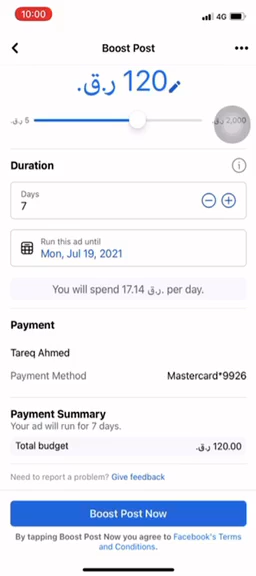 10:00
4G
Boost Post
120 ر.ق.
5 ر.ق.
2,000 ر.ق.
Duration
Days
7
Run this ad until
Mon, Jul 19, 2021
You will spend 17.14 ر.ق. per day.
Payment
Tareq Ahmed
Payment Method Mastercard*9926
Payment Summary
Your ad will run for 7 days.
Total budget ر.ق. 120.00
Need to report a problem? Give feedback
Boost Post Now
By tapping Boost Post Now you agree to Facebook's Terms
and Conditions.